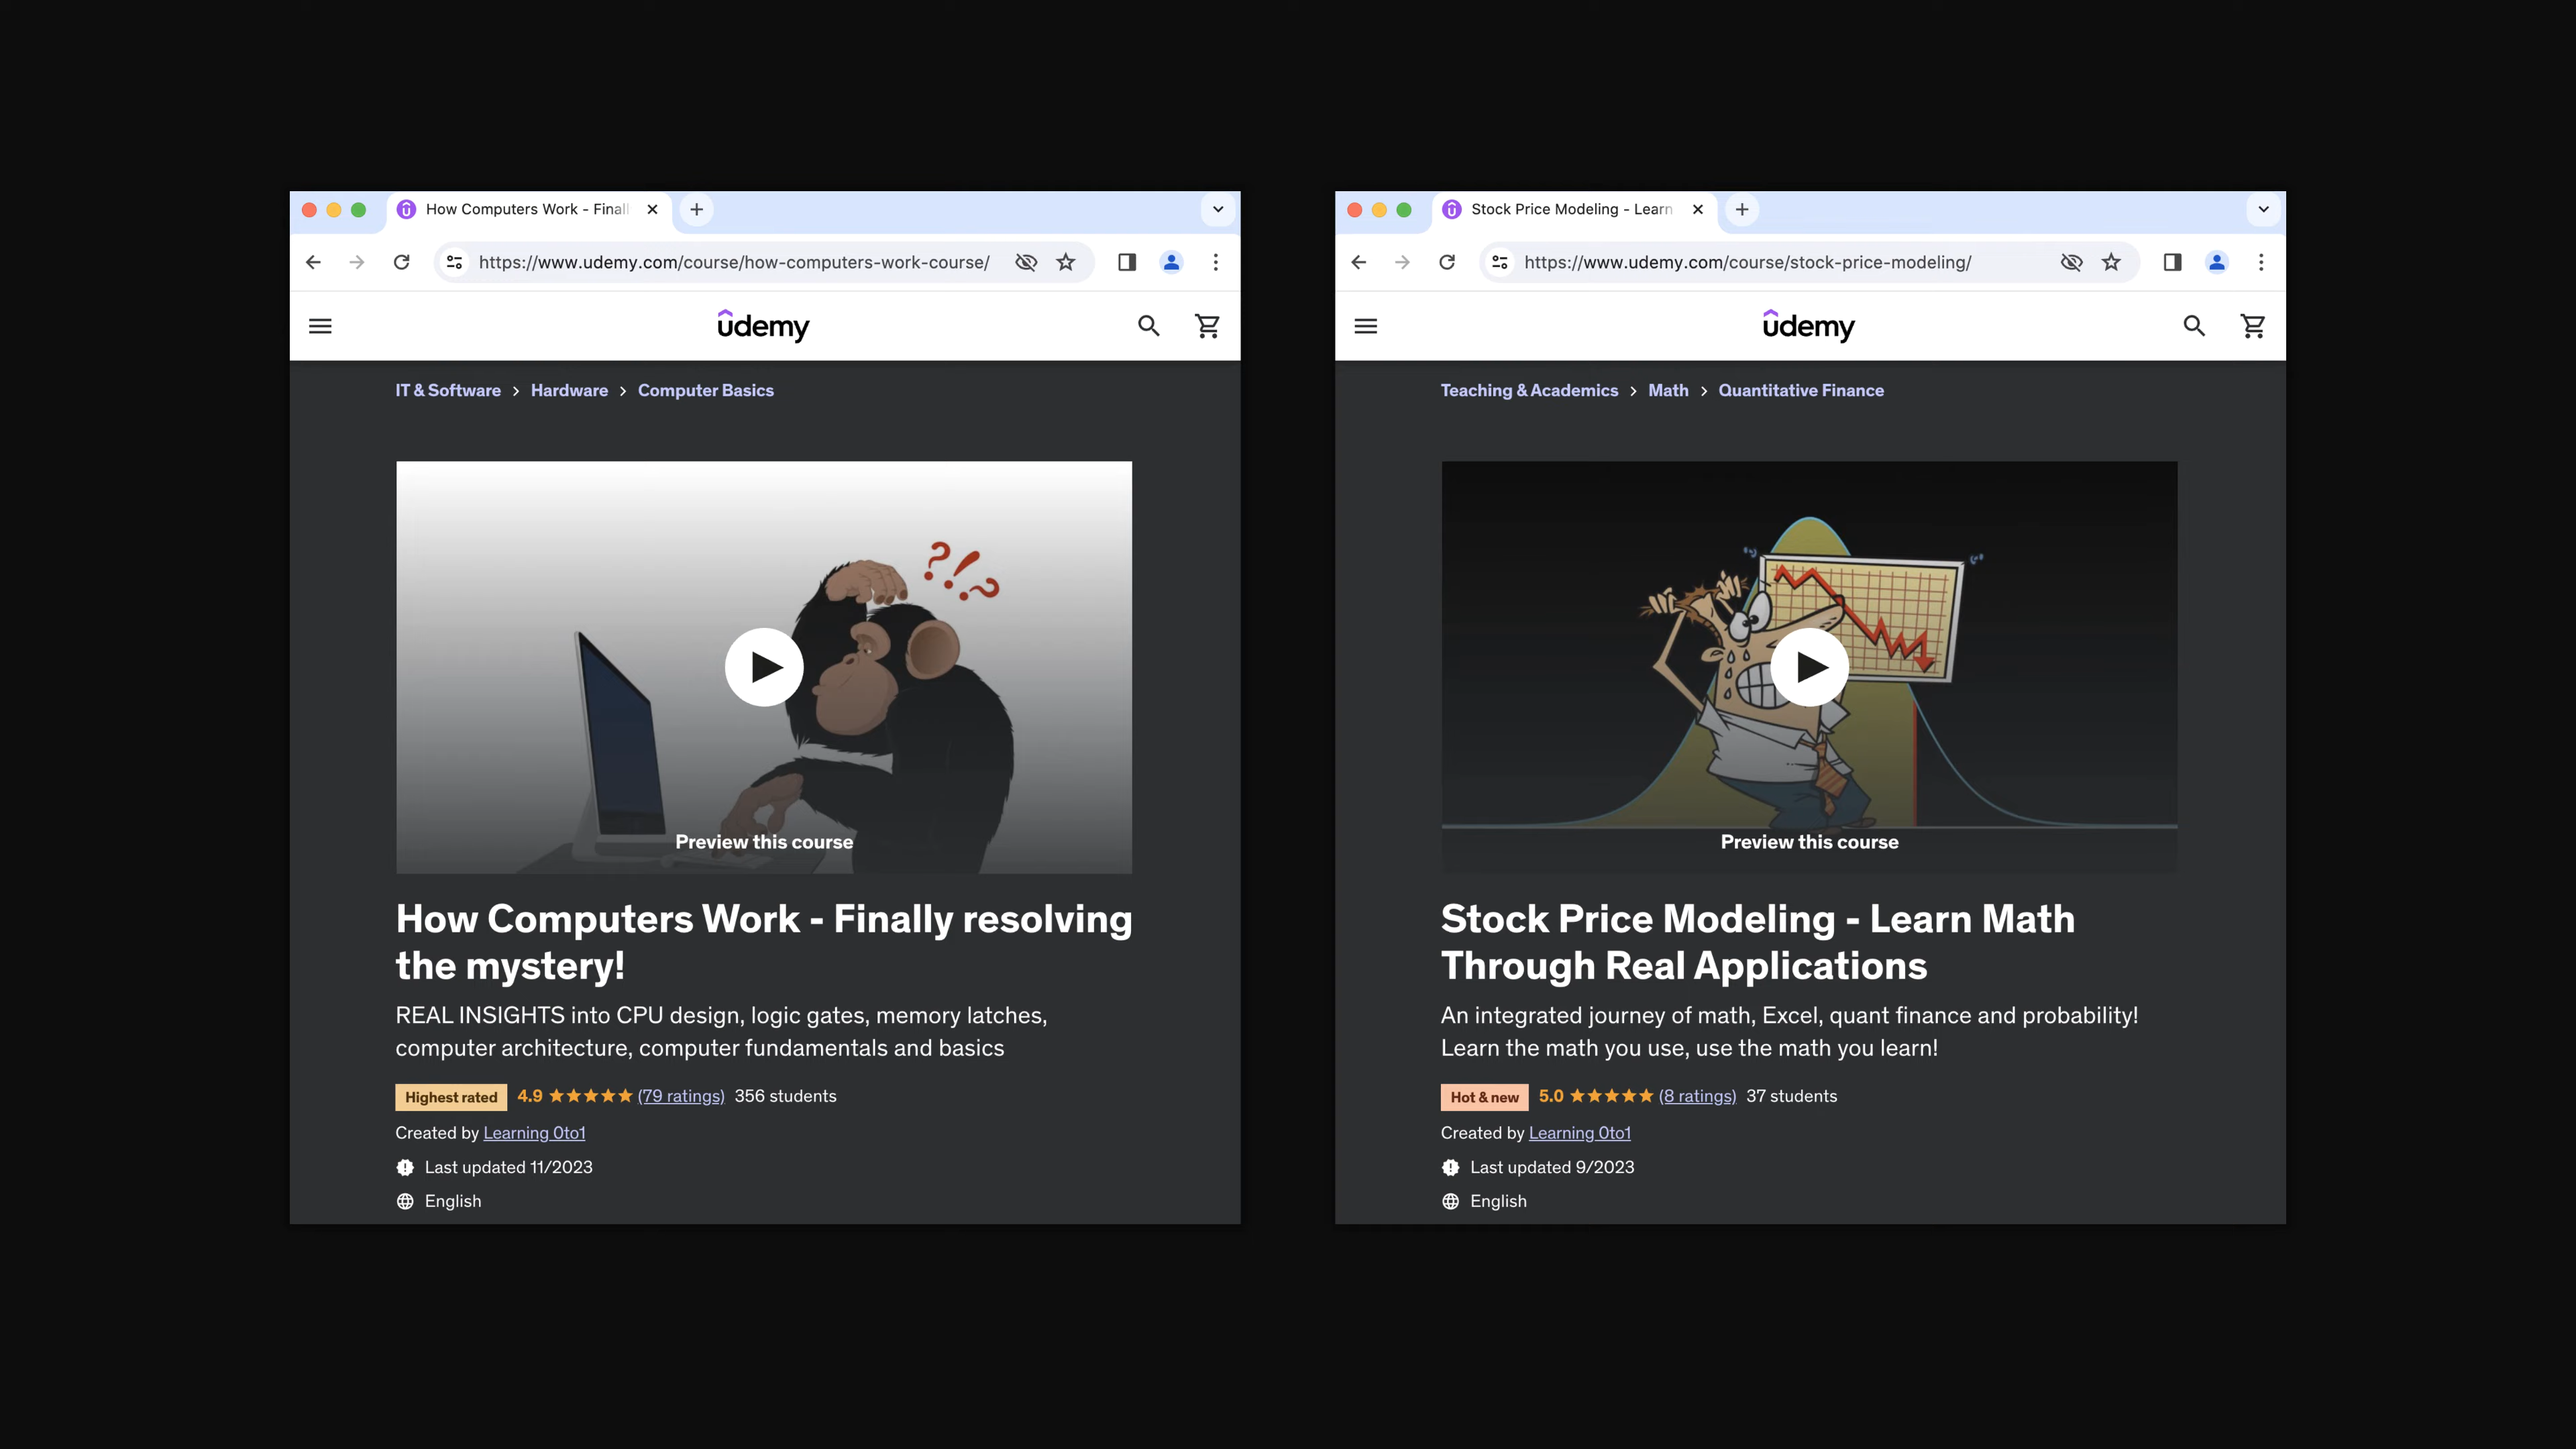 How Computers Work - Finall
https://www.udemy.com/course/how-computers-work-course/
udemy
IT & Software > Hardware > Computer Basics
?!?
Preview this course
How Computers Work - Finally resolving
the mystery!
REAL INSIGHTS into CPU design, logic gates, memory latches,
computer architecture, computer fundamentals and basics
Highest rated 4.9 (79 ratings) 356 students
Created by Learning 0to1
Last updated 11/2023
English
Stock Price Modeling - Learn
https://www.udemy.com/course/stock-price-modeling/
udemy
Teaching & Academics > Math > Quantitative Finance
Preview this course
Stock Price Modeling - Learn Math
Through Real Applications
An integrated journey of math, Excel, quant finance and probability!
Learn the math you use, use the math you learn!
Hot & new 5.0 (8 ratings) 37 students
Created by Learning 0to1
Last updated 9/2023
English